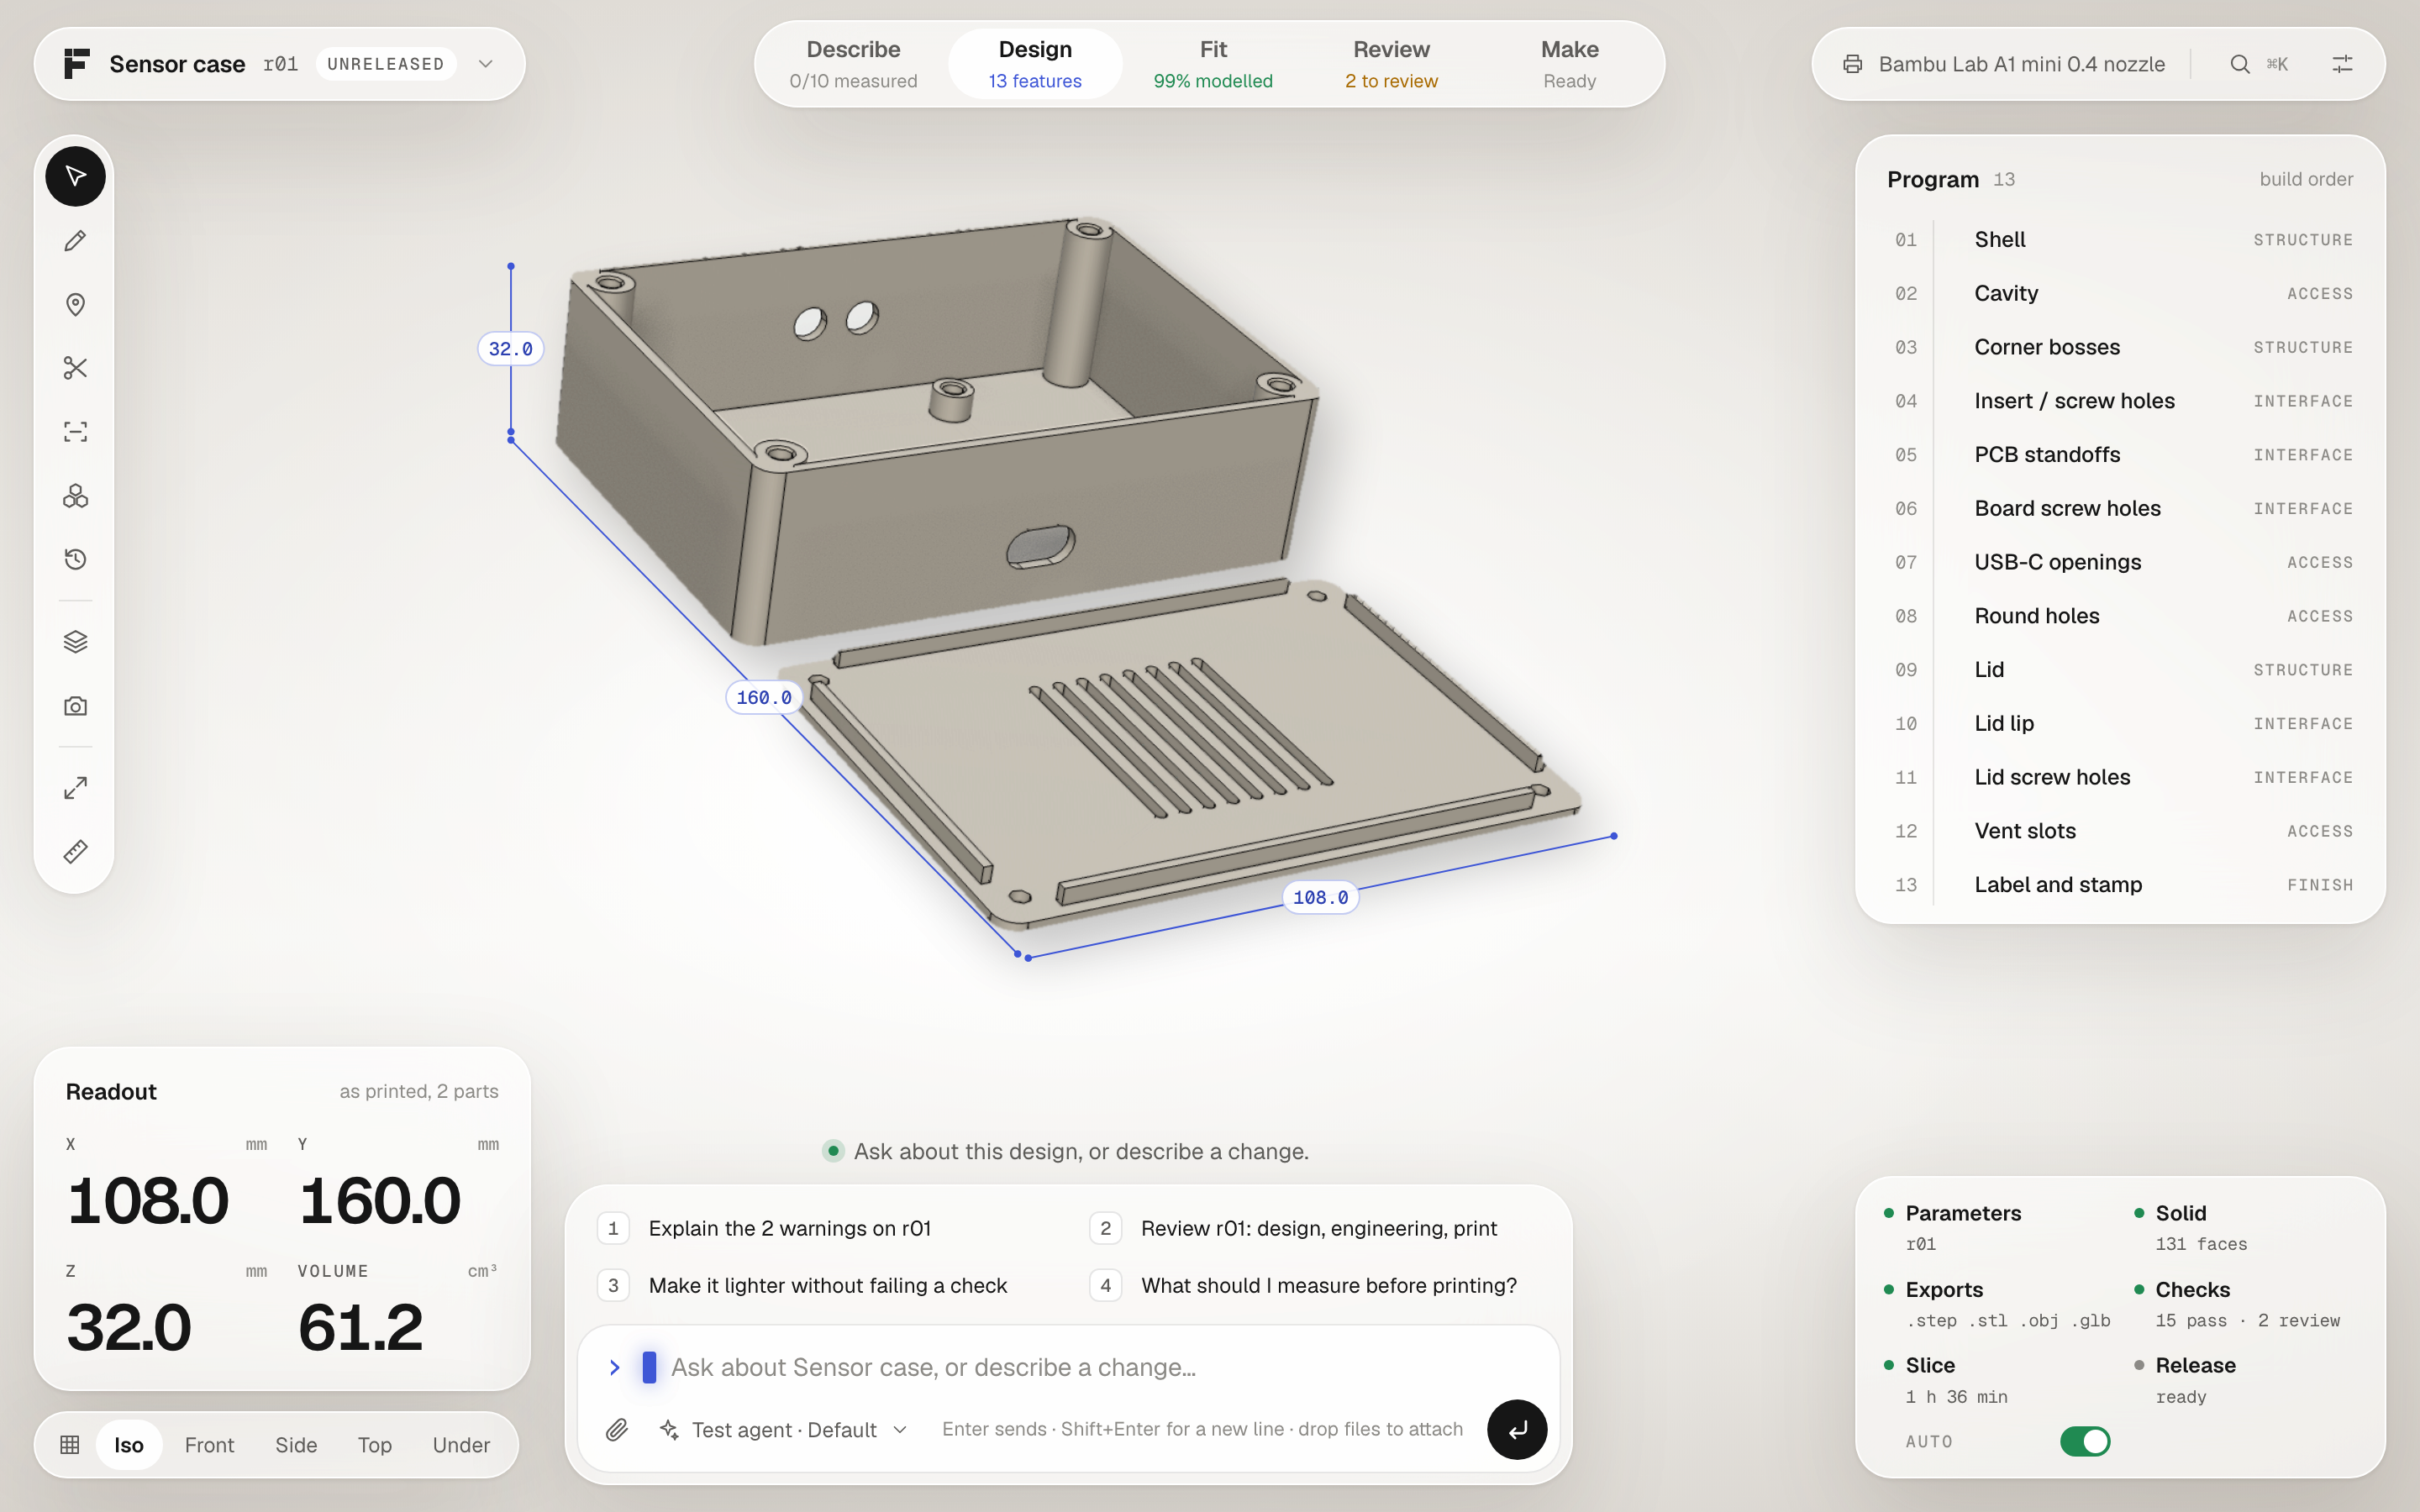 Sensor case r01 UNRELEASED
Describe
0/10 measured
Design
13 features
Fit
99% modelled
Review
2 to review
Make
Ready
Bambu Lab A1 mini 0.4 nozzle
⌘K
Program 13 build order
01 Shell STRUCTURE
02 Cavity ACCESS
03 Corner bosses STRUCTURE
04 Insert / screw holes INTERFACE
05 PCB standoffs INTERFACE
06 Board screw holes INTERFACE
07 USB-C openings ACCESS
08 Round holes ACCESS
09 Lid STRUCTURE
10 Lid lip INTERFACE
11 Lid screw holes INTERFACE
12 Vent slots ACCESS
13 Label and stamp FINISH
32.0
160.0
108.0
Readout as printed, 2 parts
X mm Y mm
108.0 160.0
Z mm VOLUME cm³
32.0 61.2
Iso Front Side Top Under
Ask about this design, or describe a change.
1 Explain the 2 warnings on r01
2 Review r01: design, engineering, print
3 Make it lighter without failing a check
4 What should I measure before printing?
Ask about Sensor case, or describe a change...
Test agent · Default
Enter sends · Shift+Enter for a new line · drop files to attach
Parameters
r01
Solid
131 faces
Exports
.step .stl .obj .glb
Checks
15 pass · 2 review
Slice
1 h 36 min
Release
ready
AUTO